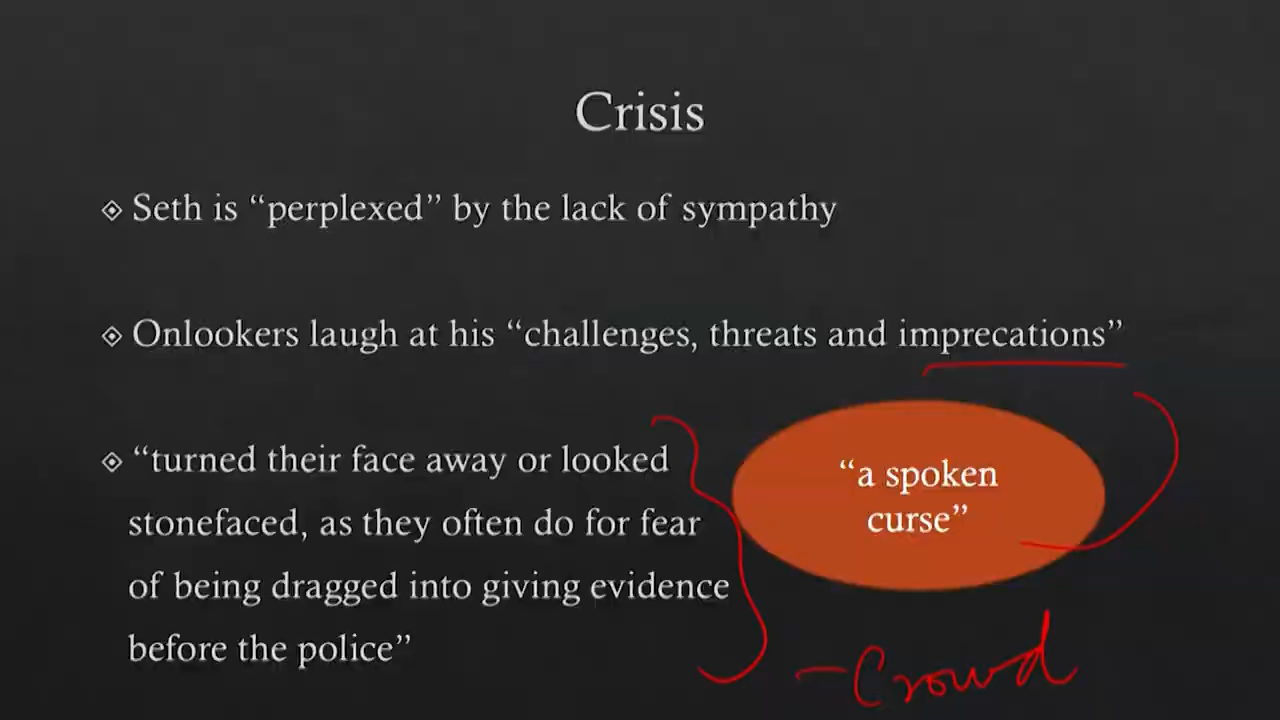 Crisis
Seth is “perplexed” by the lack of sympathy
Onlookers laugh at his “challenges, threats and imprecations”
“turned their face away or looked
stonefaced, as they often do for fear
of being dragged into giving evidence
before the police”
“a spoken
curse”
- Crowd